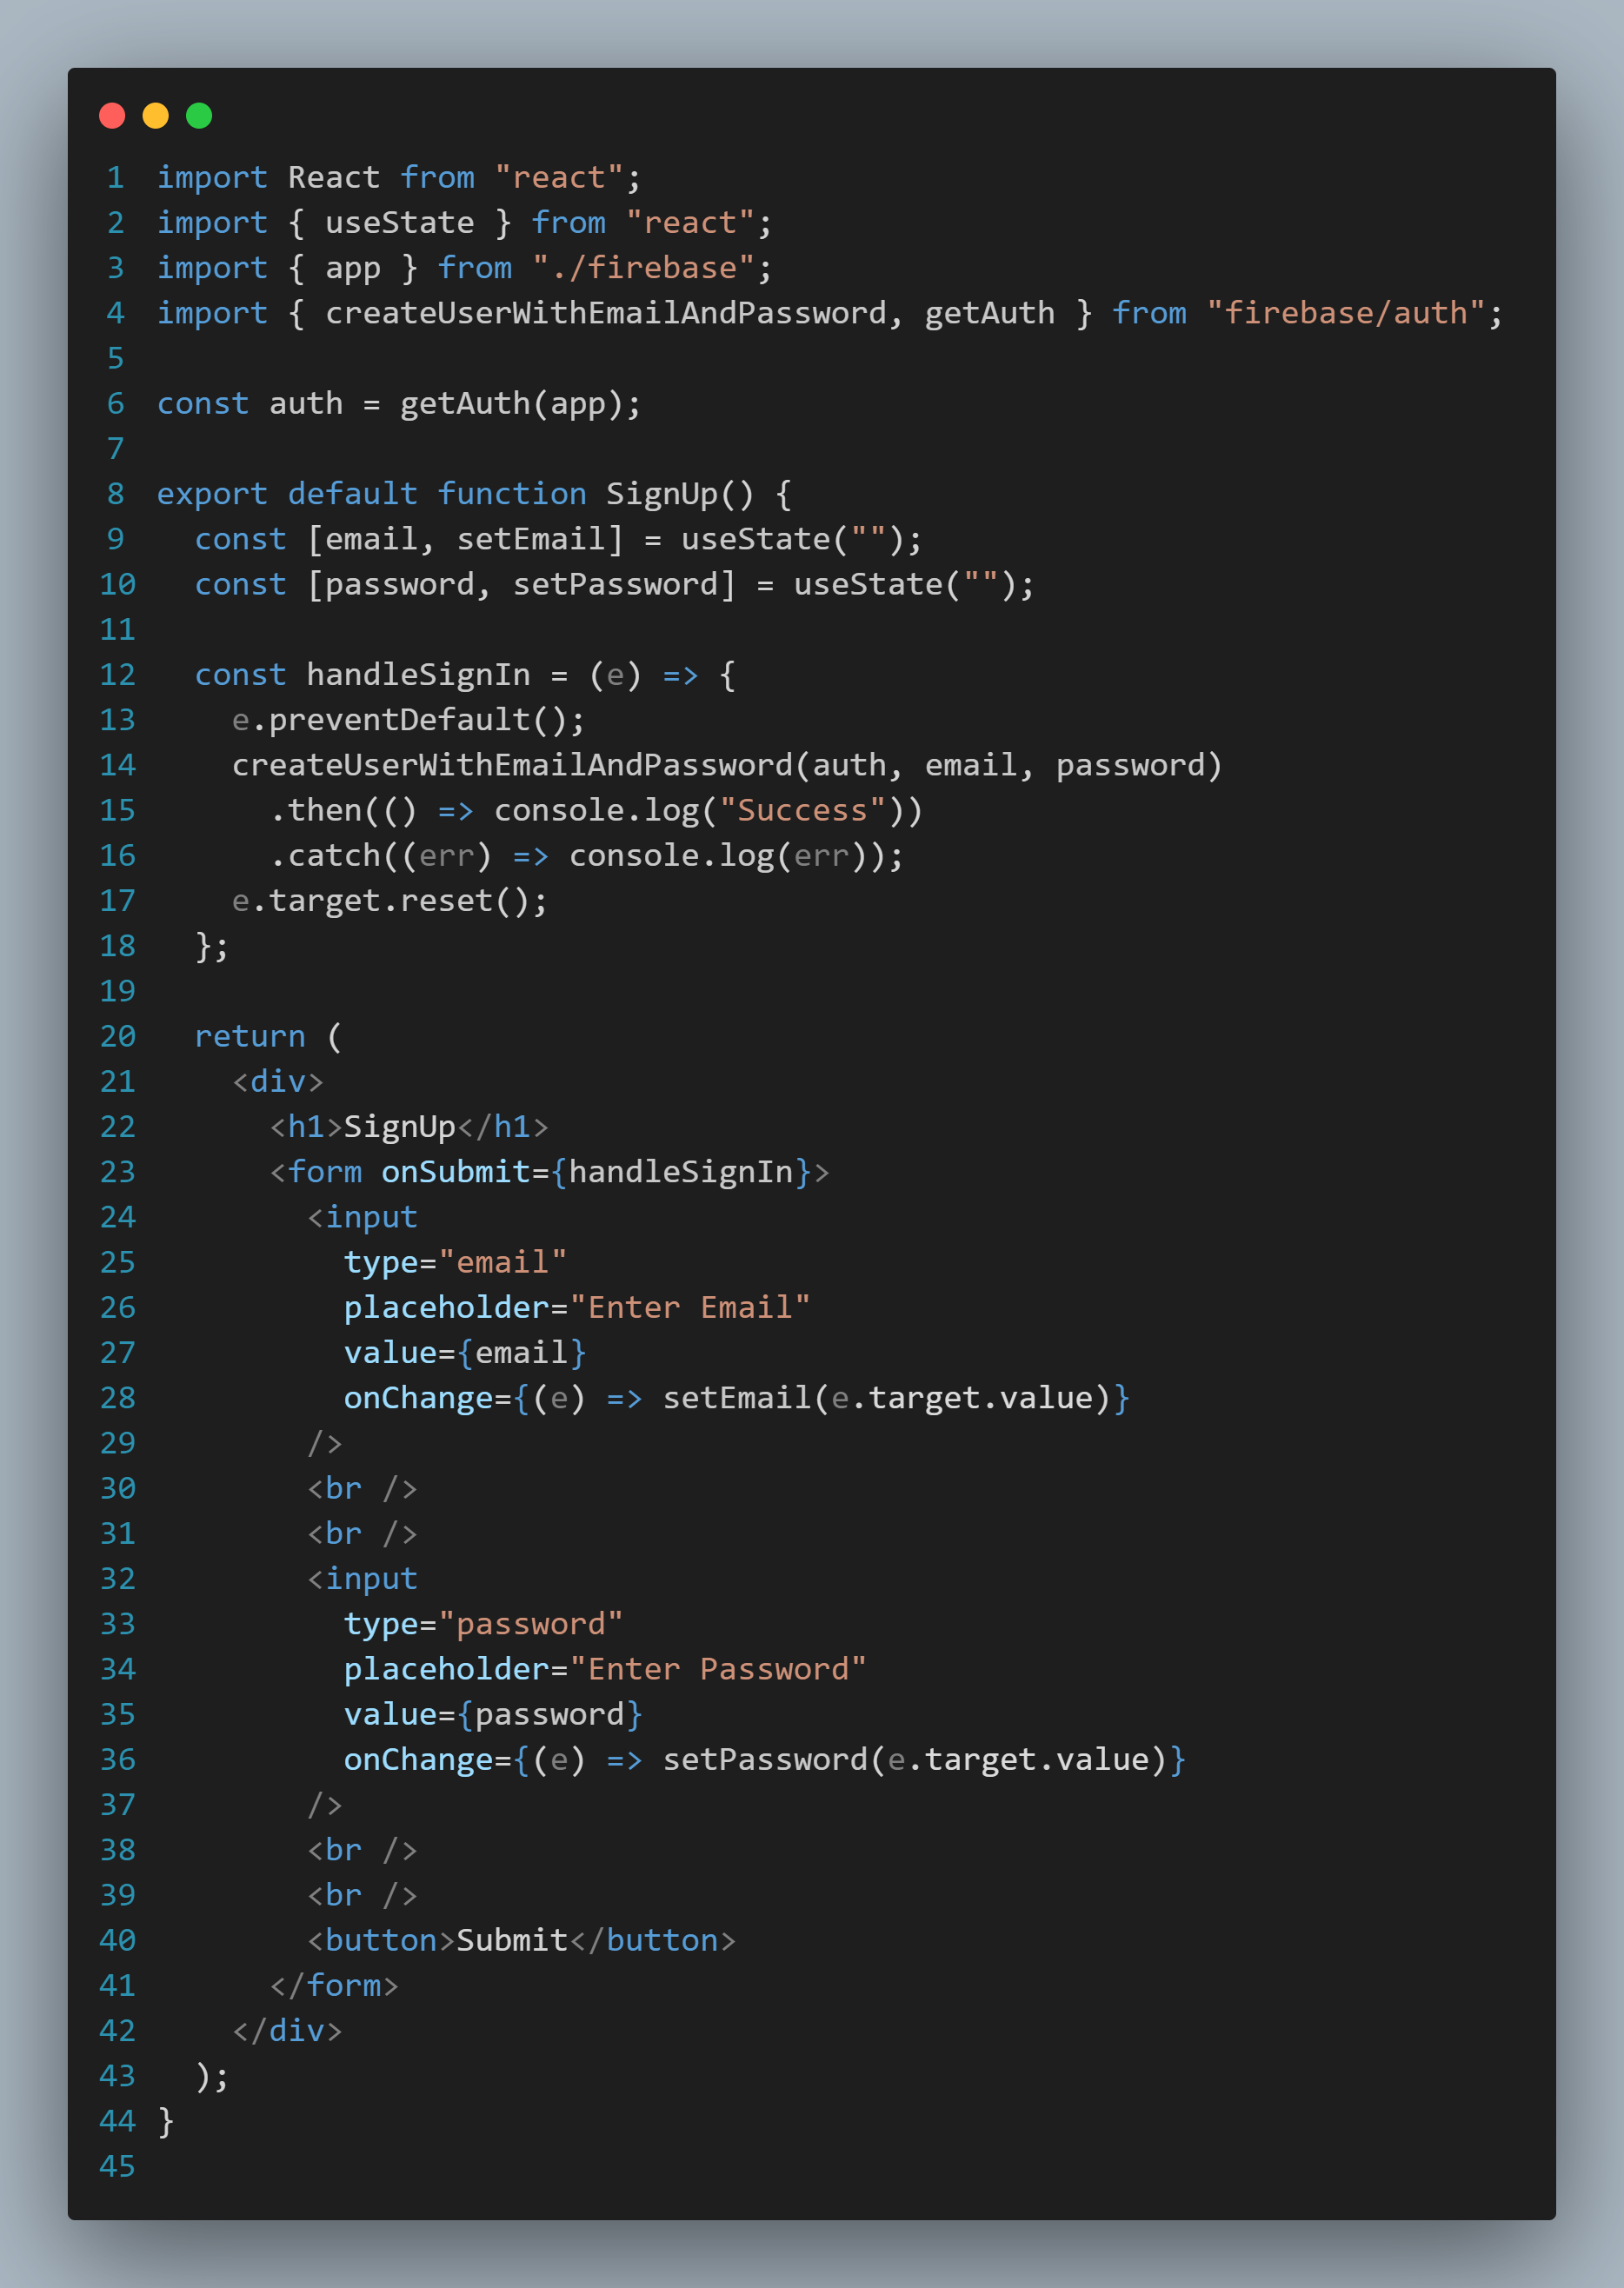 1 import React from "react";
2 import { useState } from "react";
3 import { app } from "./firebase";
4 import { createUserWithEmailAndPassword, getAuth } from "firebase/auth";
5
6 const auth = getAuth(app);
7
8 export default function SignUp() {
9   const [email, setEmail] = useState("");
10   const [password, setPassword] = useState("");
11
12   const handleSignIn = (e) => {
13     e.preventDefault();
14     createUserWithEmailAndPassword(auth, email, password)
15       .then(() => console.log("Success"))
16       .catch((err) => console.log(err));
17     e.target.reset();
18   };
19
20   return (
21     <div>
22       <h1>SignUp</h1>
23       <form onSubmit={handleSignIn}>
24         <input
25           type="email"
26           placeholder="Enter Email"
27           value={email}
28           onChange={(e) => setEmail(e.target.value)}
29         />
30         <br />
31         <br />
32         <input
33           type="password"
34           placeholder="Enter Password"
35           value={password}
36           onChange={(e) => setPassword(e.target.value)}
37         />
38         <br />
39         <br />
40         <button>Submit</button>
41       </form>
42     </div>
43   );
44 }
45